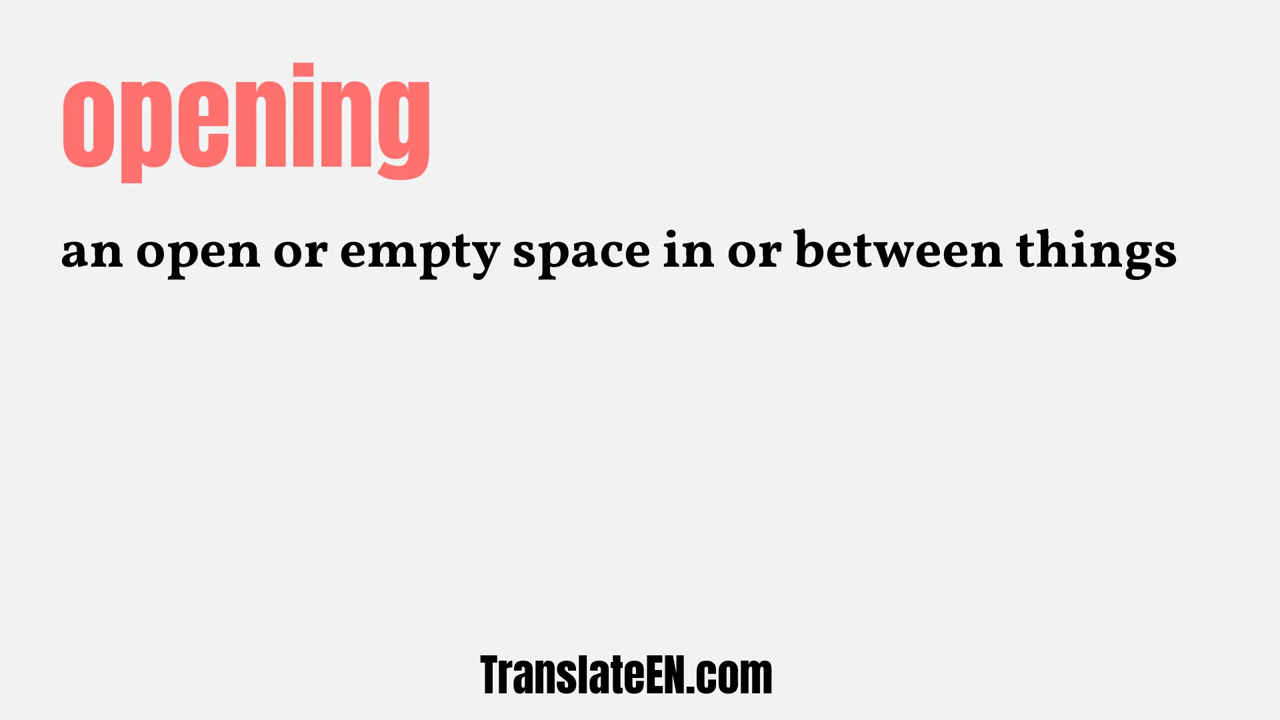 opening
an open or empty space in or between things
TranslateEN.com